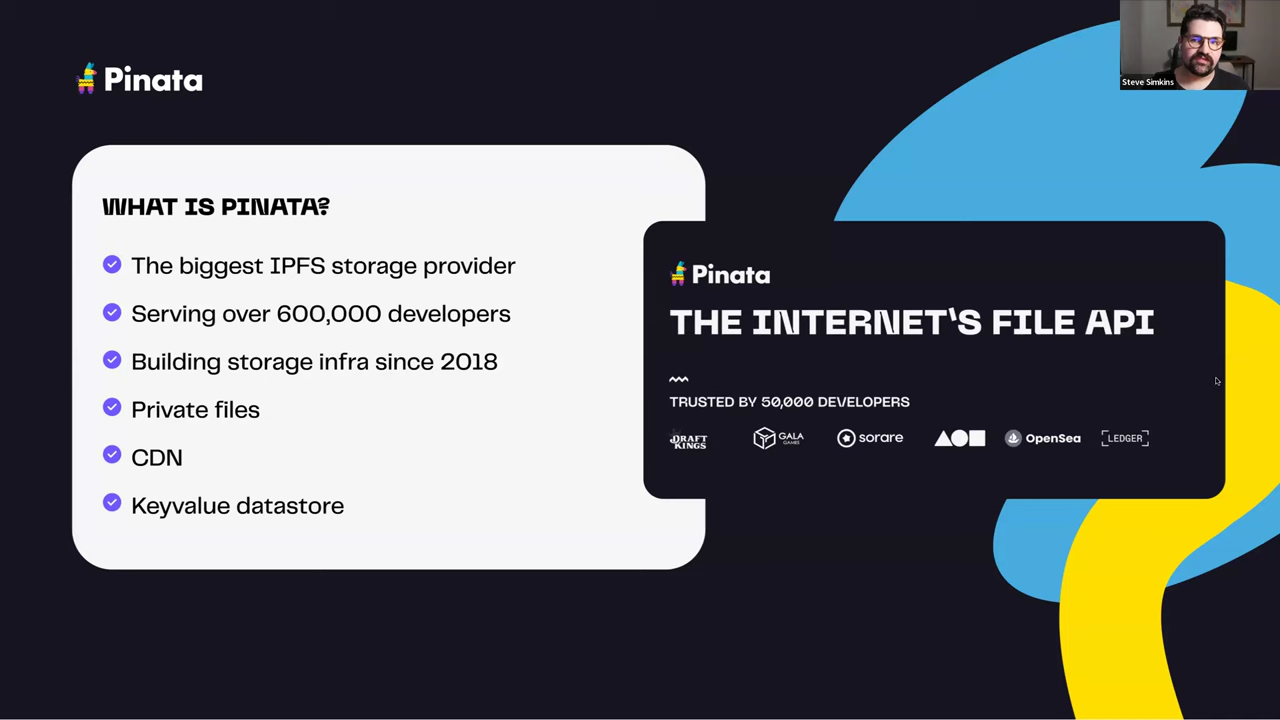 Pinata
Steve Simkins
WHAT IS PINATA?
The biggest IPFS storage provider
Serving over 600,000 developers
Building storage infra since 2018
Private files
CDN
Keyvalue datastore
Pinata
THE INTERNET'S FILE API
TRUSTED BY 50,000 DEVELOPERS
DRAFT
KINGS
GALA
GAMES
sorare
OpenSea
LEDGER